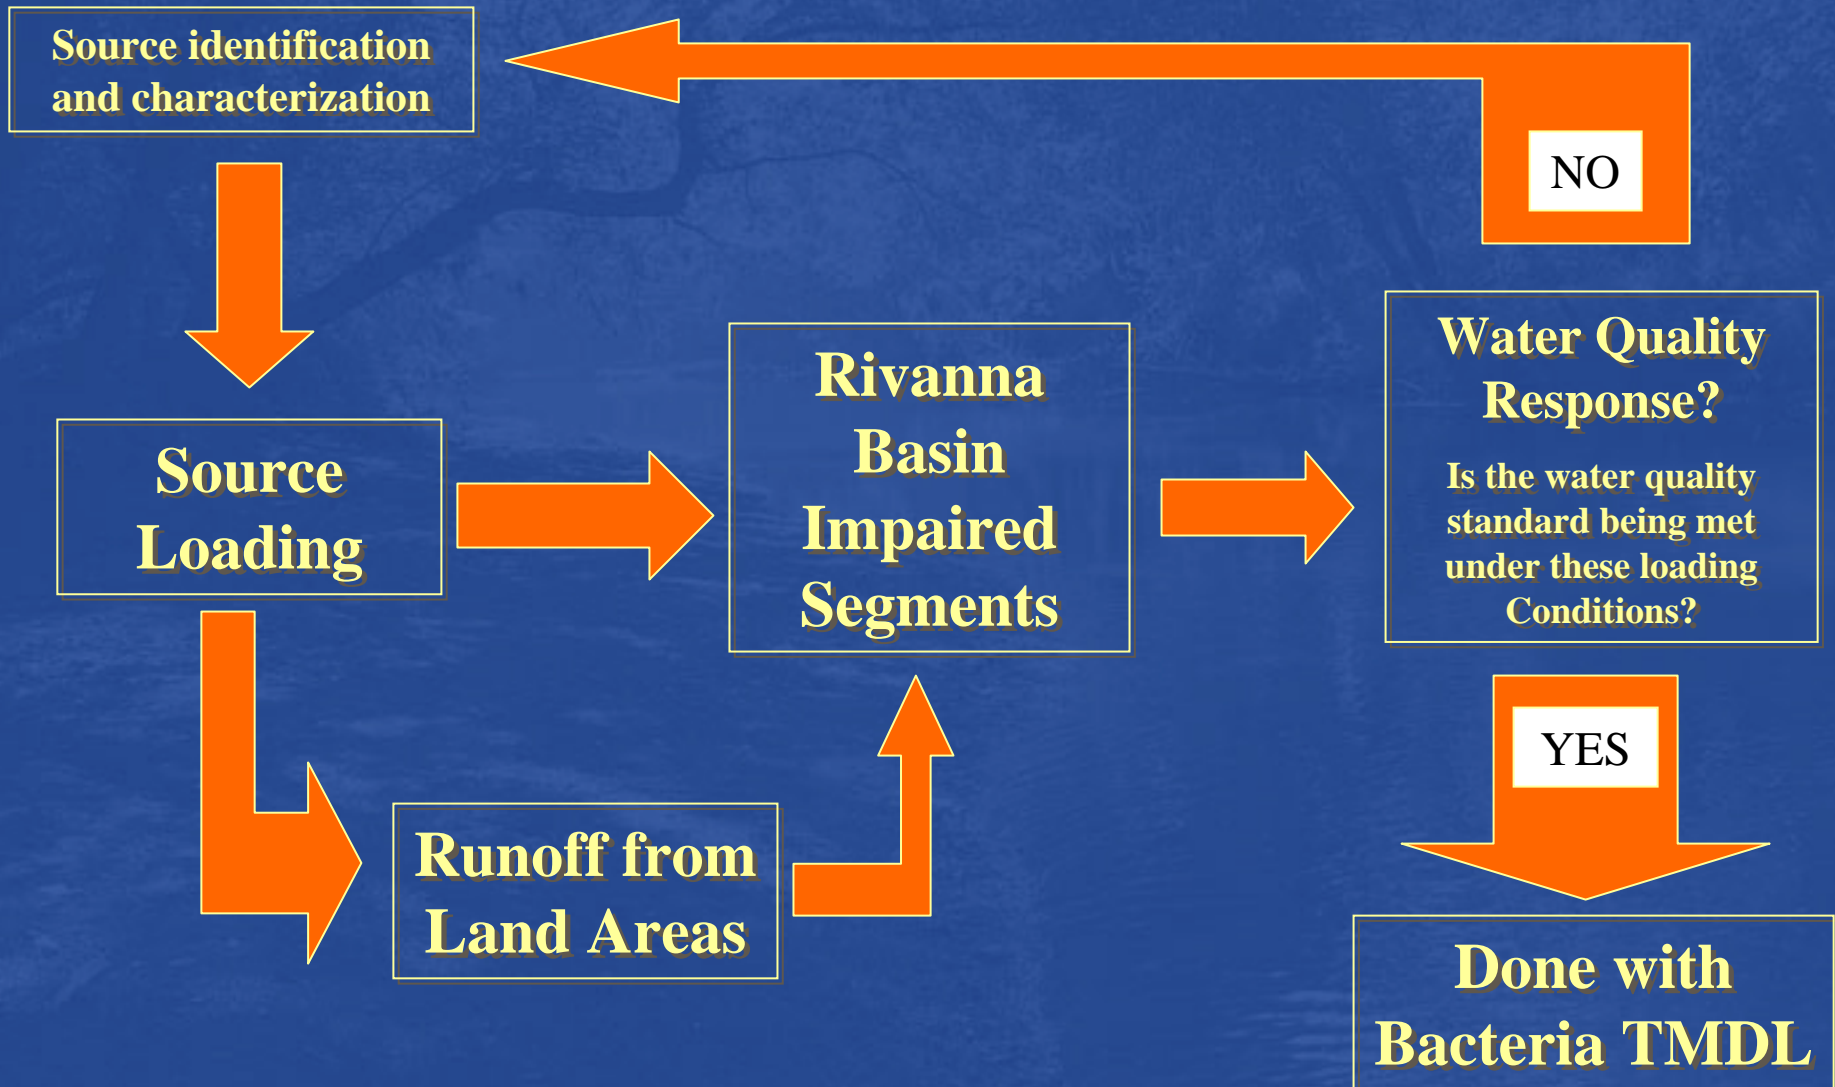 Source identification
and characterization
NO
Source
Loading
Rivanna
Basin
Impaired
Segments
Water Quality
Response?
Is the water quality
standard being met
under these loading
Conditions?
YES
Runoff from
Land Areas
Done with
Bacteria TMDL